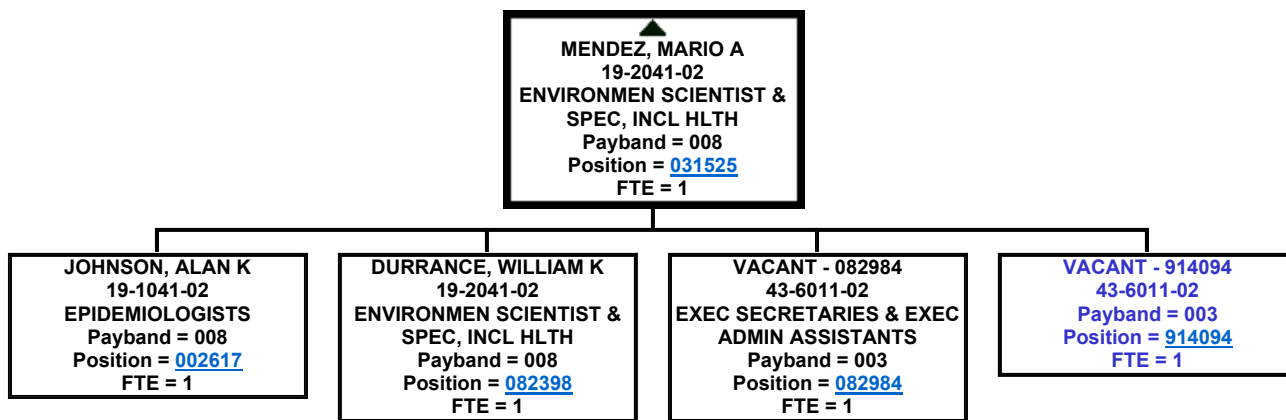 MENDEZ, MARIO A
19-2041-02
ENVIRONMEN SCIENTIST &
SPEC, INCL HLTH
Payband = 008
Position = 031525
FTE = 1
JOHNSON, ALAN K
19-1041-02
EPIDEMIOLOGISTS
Payband = 008
Position = 002617
FTE = 1
DURRANCE, WILLIAM K
19-2041-02
ENVIRONMEN SCIENTIST &
SPEC, INCL HLTH
Payband = 008
Position = 082398
FTE = 1
VACANT - 082984
43-6011-02
EXEC SECRETARIES & EXEC
ADMIN ASSISTANTS
Payband = 003
Position = 082984
FTE = 1
VACANT - 914094
43-6011-02
Payband = 003
Position = 914094
FTE = 1